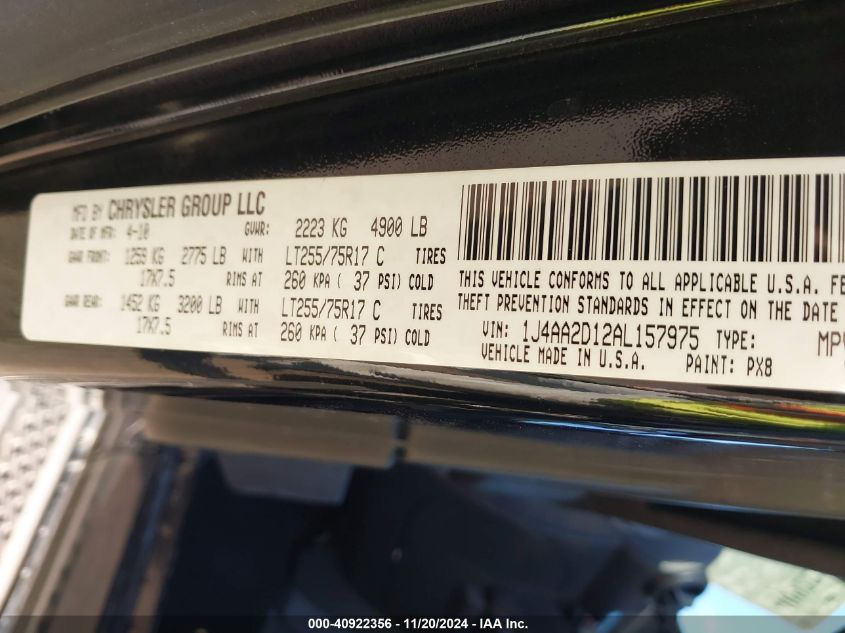 MFD BY CHRYSLER GROUP LLC
DATE OF MFR: 4-10 GVWR: 2223 KG 4900 LB
GAWR FRONT: 1259 KG 2775 LB WITH LT255/75R17 C TIRES
17X7.5 RIMS AT 260 KPA ( 37 PSI) COLD
GAWR REAR: 1452 KG 3200 LB WITH LT255/75R17 C TIRES
17X7.5 RIMS AT 260 KPA ( 37 PSI) COLD
THIS VEHICLE CONFORMS TO ALL APPLICABLE U.S.A. FE
THEFT PREVENTION STANDARDS IN EFFECT ON THE DATE
VIN: 1J4AA2D12AL157975 TYPE: MPV
VEHICLE MADE IN U.S.A. PAINT: PX8
000-40922356 - 11/20/2024 - IAA Inc.